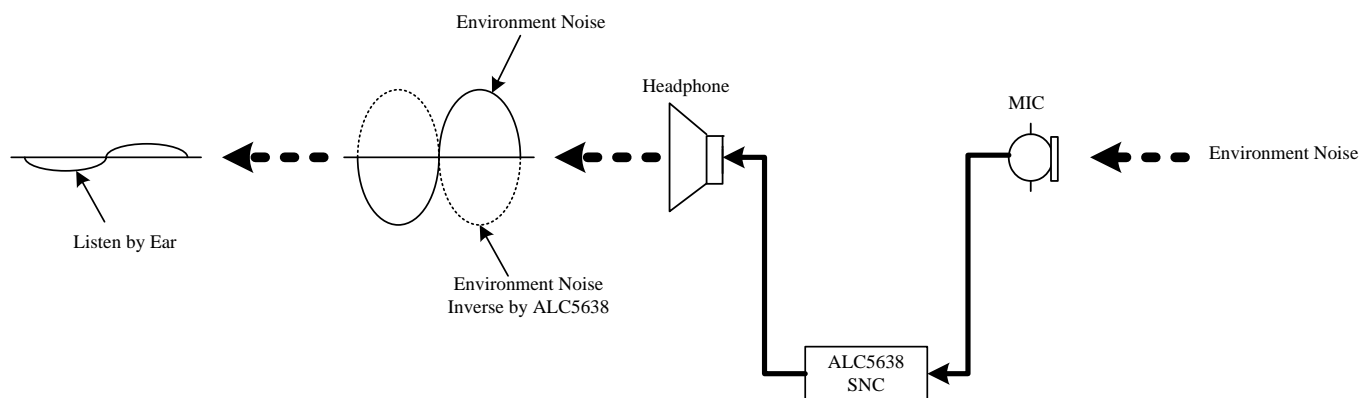 Environment Noise
Headphone
MIC
Environment Noise
Listen by Ear
Environment Noise
Inverse by ALC5638
ALC5638
SNC